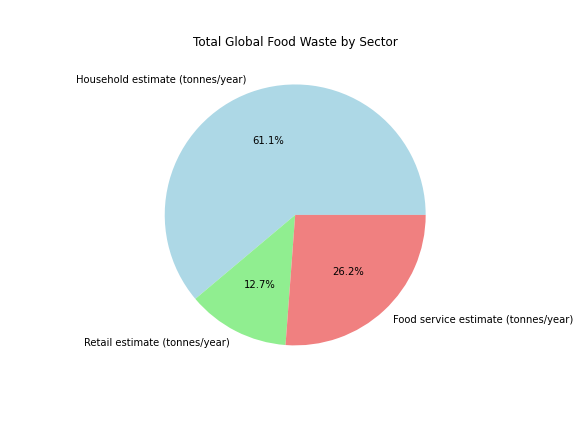 Total Global Food Waste by Sector
Household estimate (tonnes/year)
61.1%
12.7%
26.2%
Retail estimate (tonnes/year)
Food service estimate (tonnes/year)